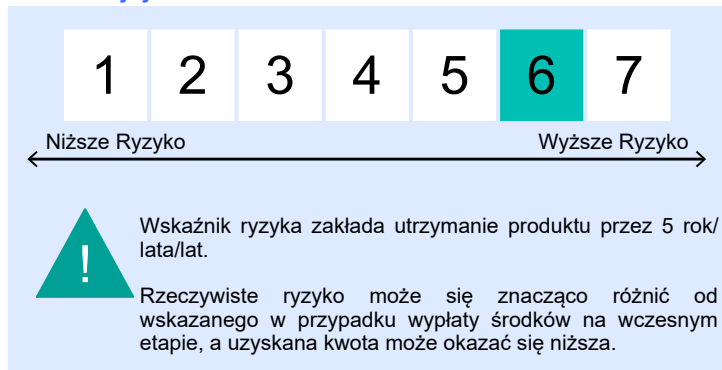 1 2 3 4 5 6 7
Niższe Ryzyko Wyższe Ryzyko
!
Wskaźnik ryzyka zakłada utrzymanie produktu przez 5 rok/
lata/lat.
Rzeczywiste ryzyko może się znacząco różnić od
wskazanego w przypadku wypłaty środków na wczesnym
etapie, a uzyskana kwota może okazać się niższa.